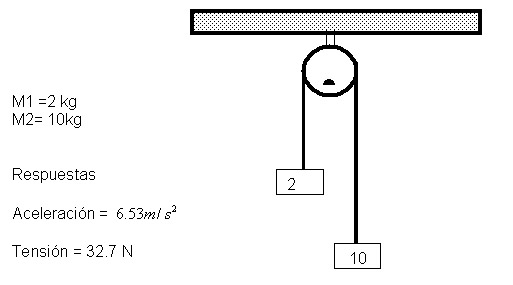 M1 =2 kg
M2= 10kg
Respuestas
Aceleración = 6.53m/s²
Tensión = 32.7 N
2
10